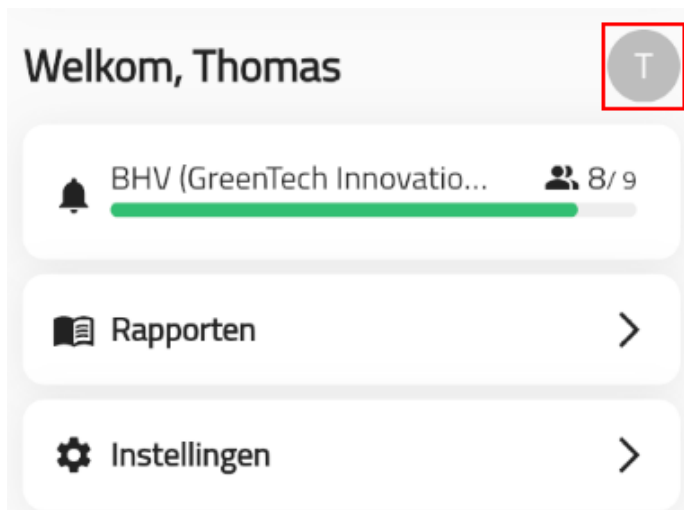 Welkom, Thomas
T
BHV (GreenTech Innovatio...
8/ 9
Rapporten
Instellingen